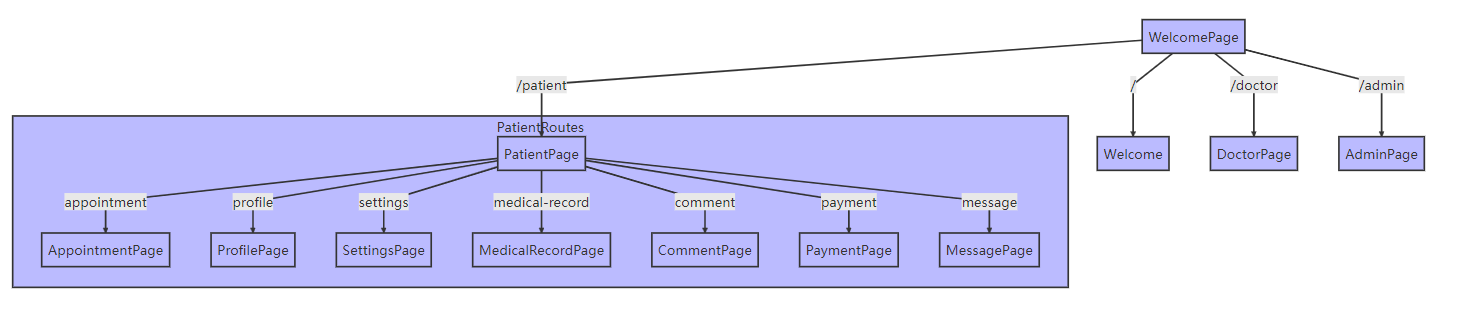 WelcomePage
/patient
/
/doctor
/admin
PatientRoutes
PatientPage
Welcome
DoctorPage
AdminPage
appointment
profile
settings
medical-record
comment
payment
message
AppointmentPage
ProfilePage
SettingsPage
MedicalRecordPage
CommentPage
PaymentPage
MessagePage